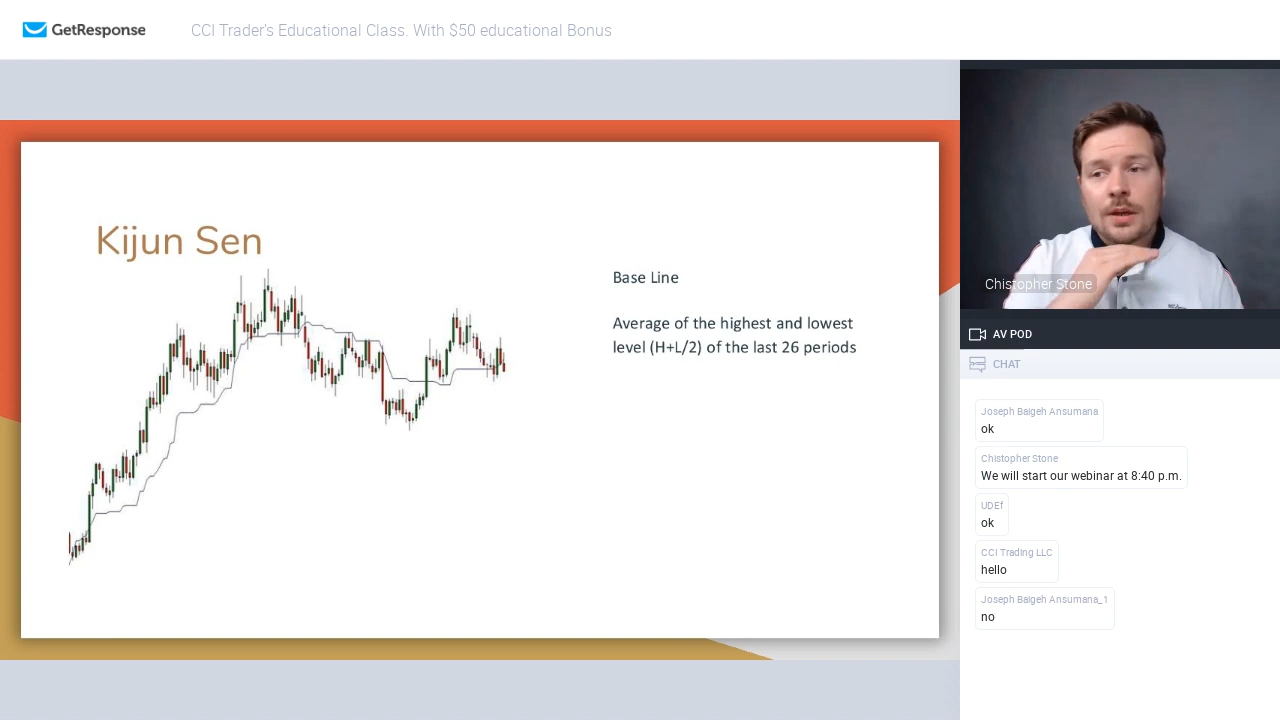 GetResponse
CCI Trader's Educational Class. With $50 educational Bonus
Kijun Sen
Base Line
Average of the highest and lowest
level (H+L/2) of the last 26 periods
Chistopher Stone
AV POD
CHAT
Joseph Baigeh Ansumana
ok
Chistopher Stone
We will start our webinar at 8:40 p.m.
UDEf
ok
CCI Trading LLC
hello
Joseph Baigeh Ansumana_1
no